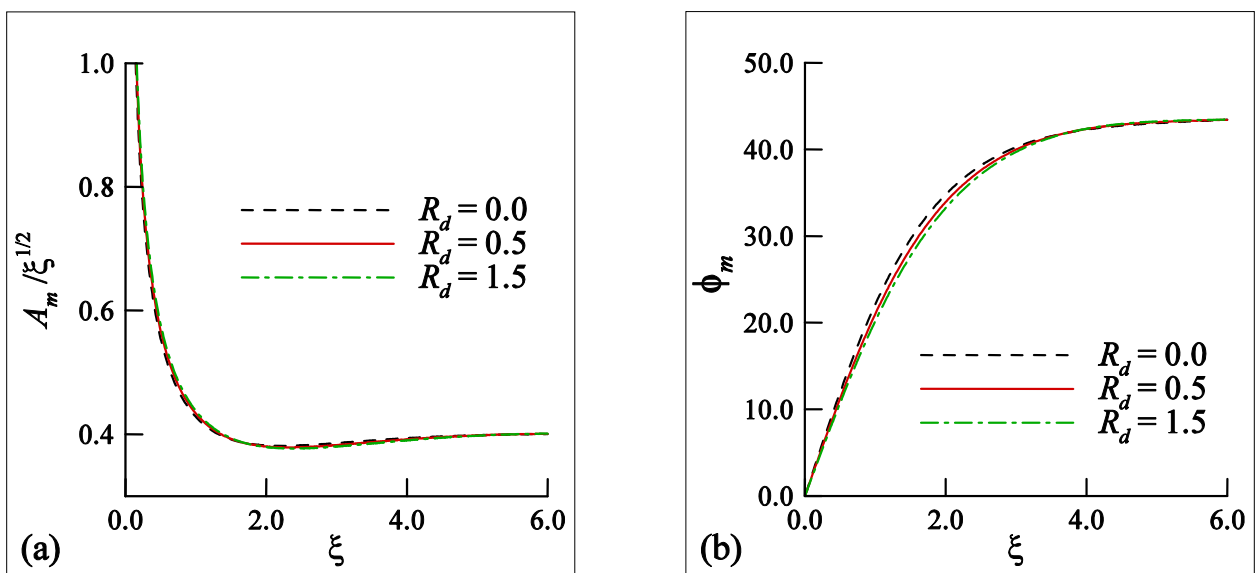 1.0
0.8
0.6
0.4
A_m/ξ^{1/2}
R_d = 0.0
R_d = 0.5
R_d = 1.5
0.0 2.0 4.0 6.0
(a) ξ
50.0
40.0
30.0
20.0
10.0
0.0
ϕ_m
R_d = 0.0
R_d = 0.5
R_d = 1.5
0.0 2.0 4.0 6.0
(b) ξ